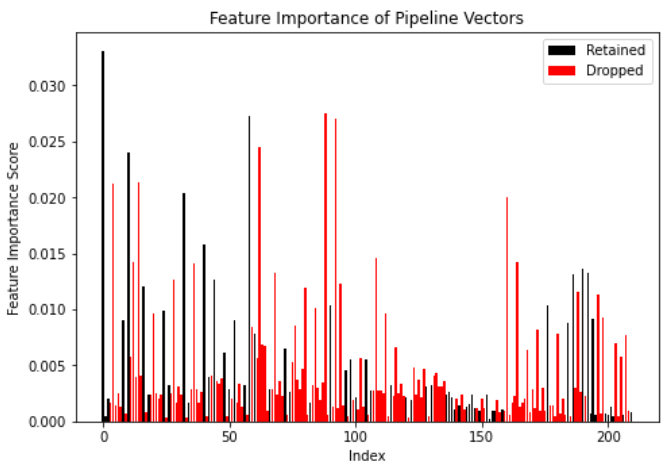 Feature Importance of Pipeline Vectors
Retained
Dropped
0.030
0.025
0.020
0.015
0.010
0.005
0.000
Feature Importance Score
0 50 100 150 200
Index